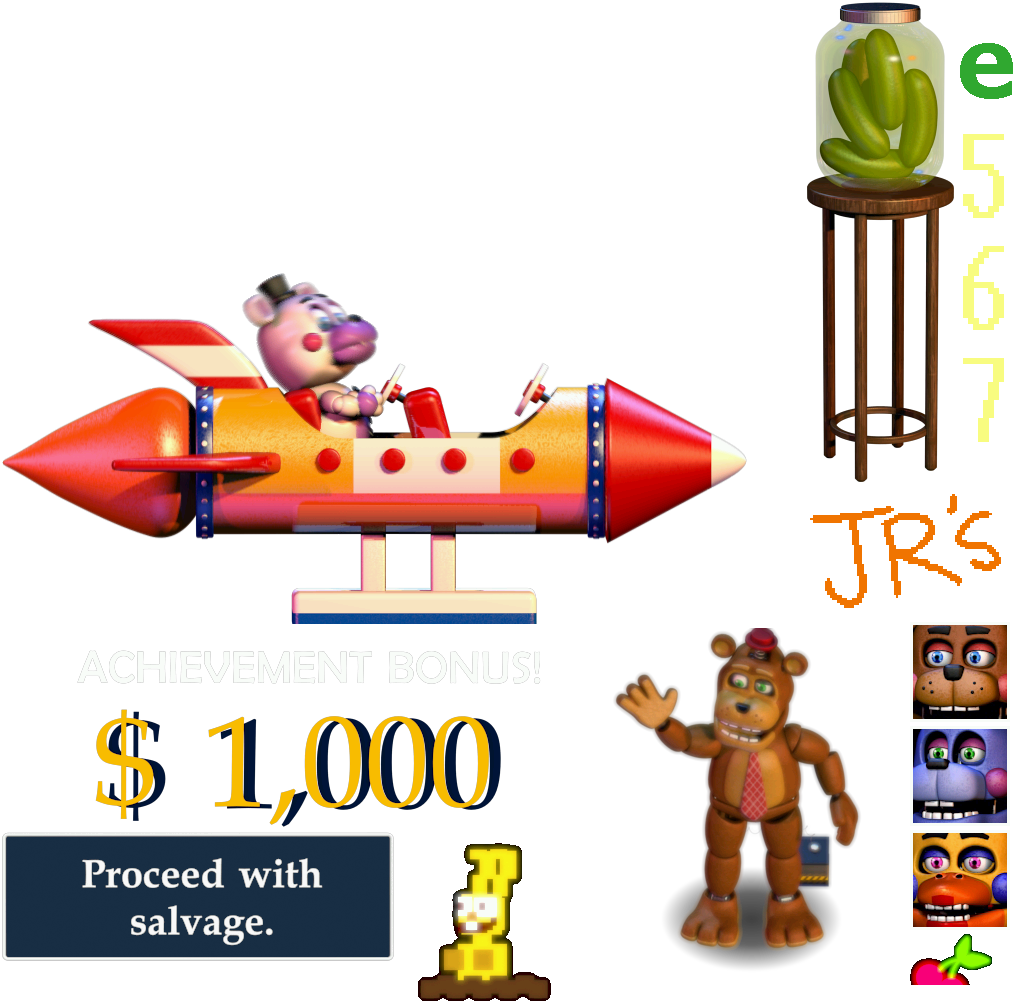 e
5
6
7
JR's
ACHIEVEMENT BONUS!
$ 1,000
Proceed with
salvage.